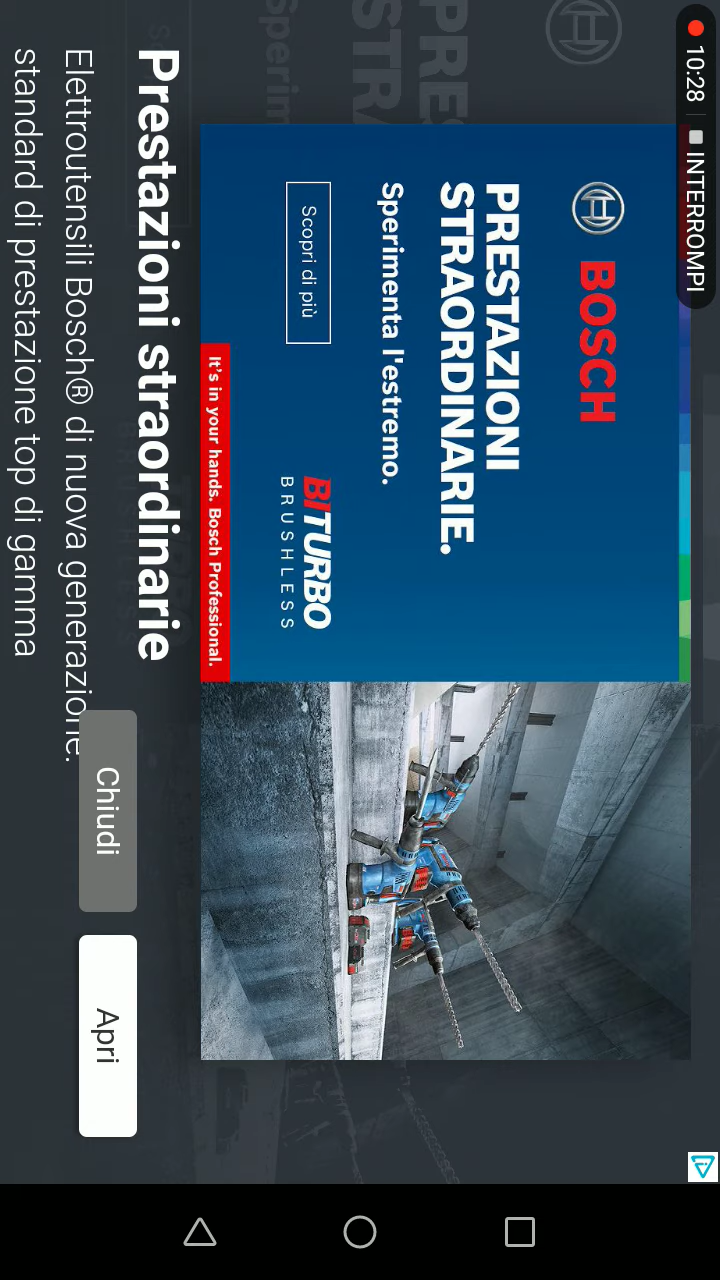 10:28 INTERROMPI
BOSCH
PRESTAZIONI
STRAORDINARIE.
Sperimenta l'estremo.
Scopri di più
BITURBO
BRUSHLESS
It's in your hands. Bosch Professional.
Prestazioni straordinarie
Elettroutensili Bosch® di nuova generazione.
standard di prestazione top di gamma
Chiudi
Apri